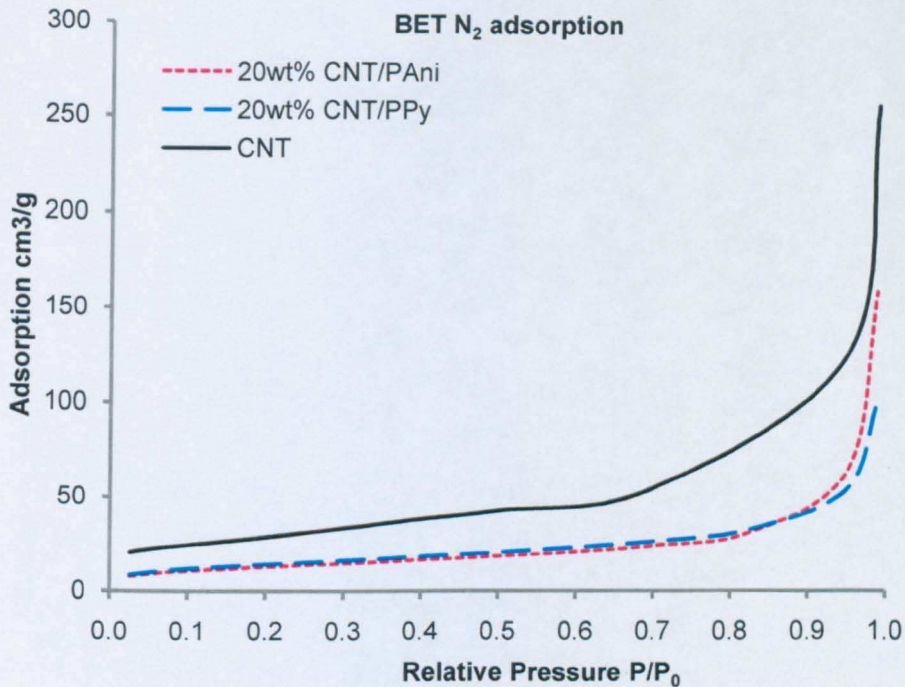 BET N₂ adsorption
20wt% CNT/PAni
20wt% CNT/PPy
CNT
Adsorption cm3/g
300
250
200
150
100
50
0
0.0 0.1 0.2 0.3 0.4 0.5 0.6 0.7 0.8 0.9 1.0
Relative Pressure P/P₀